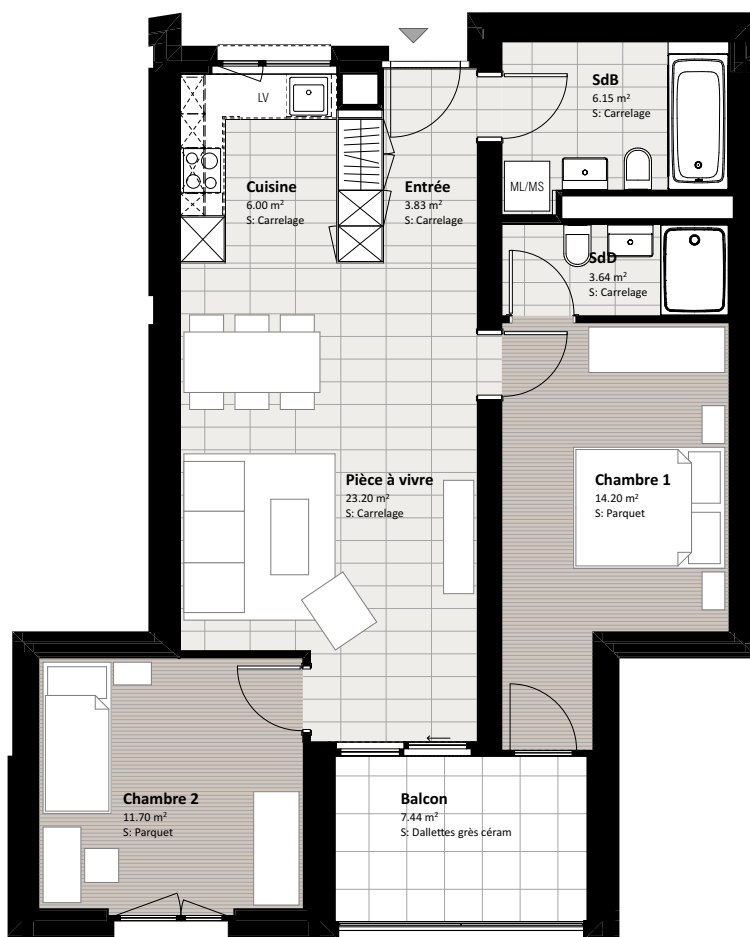 SdB
6.15 m²
S: Carrelage
LV
ML/MS
Cuisine
6.00 m²
S: Carrelage
Entrée
3.83 m²
S: Carrelage
SdD
3.64 m²
S: Carrelage
Pièce à vivre
23.20 m²
S: Carrelage
Chambre 1
14.20 m²
S: Parquet
Chambre 2
11.70 m²
S: Parquet
Balcon
7.44 m²
S: Dallettes grès céram